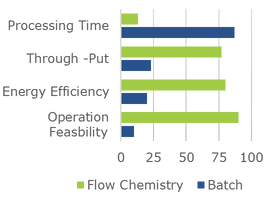 Processing Time
Through -Put
Energy Efficiency
Operation
Feasbility
0 25 50 75 100
Flow Chemistry Batch